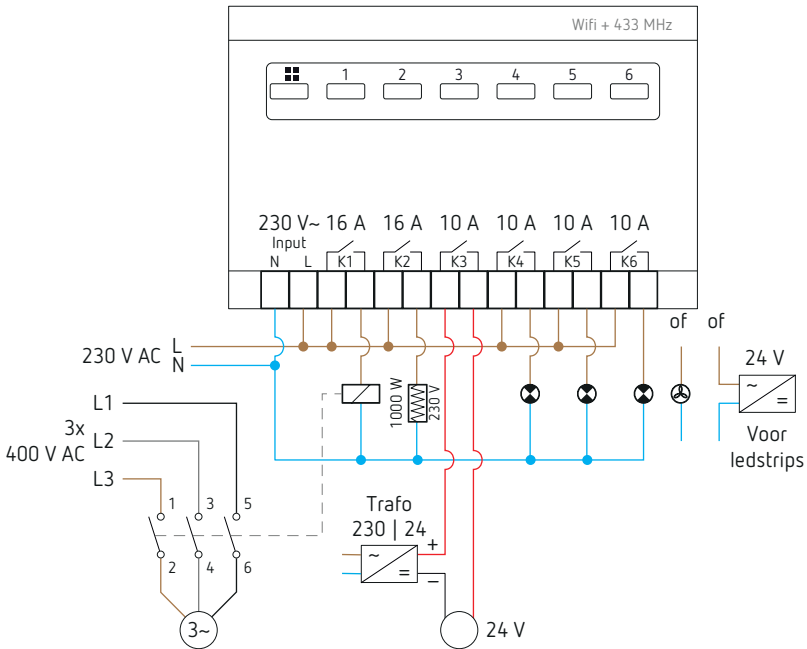 Wifi + 433 MHz
1 2 3 4 5 6
230 V~ 16 A 16 A 10 A 10 A 10 A 10 A
Input
N L K1 K2 K3 K4 K5 K6
of of
230 V AC
L
N
24 V
~
=
Voor
ledstrips
1000 W
230 V
L1
3x
400 V AC
L2
L3
1 3 5
2 4 6
3~
Trafo
230 | 24
~
=
+
−
24 V